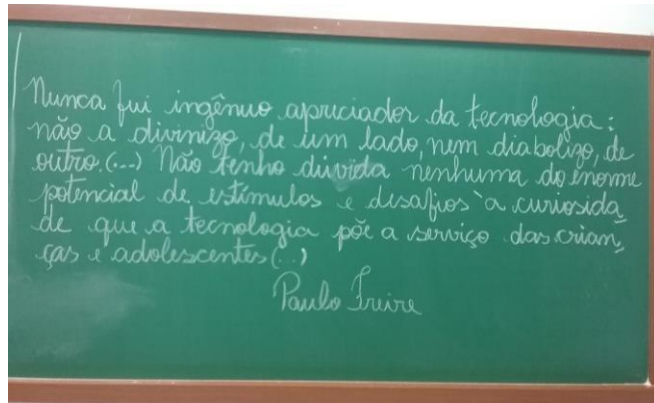 Nunca fui ingênuo apreciador da tecnologia:
não a divinizo, de um lado, nem diabolizo, de
outro. (...) Não tenho dúvida nenhuma do enorme
potencial de estímulos e desafios à curiosida
de que a tecnologia põe a serviço das crian
ças e adolescentes (...)
Paulo Freire